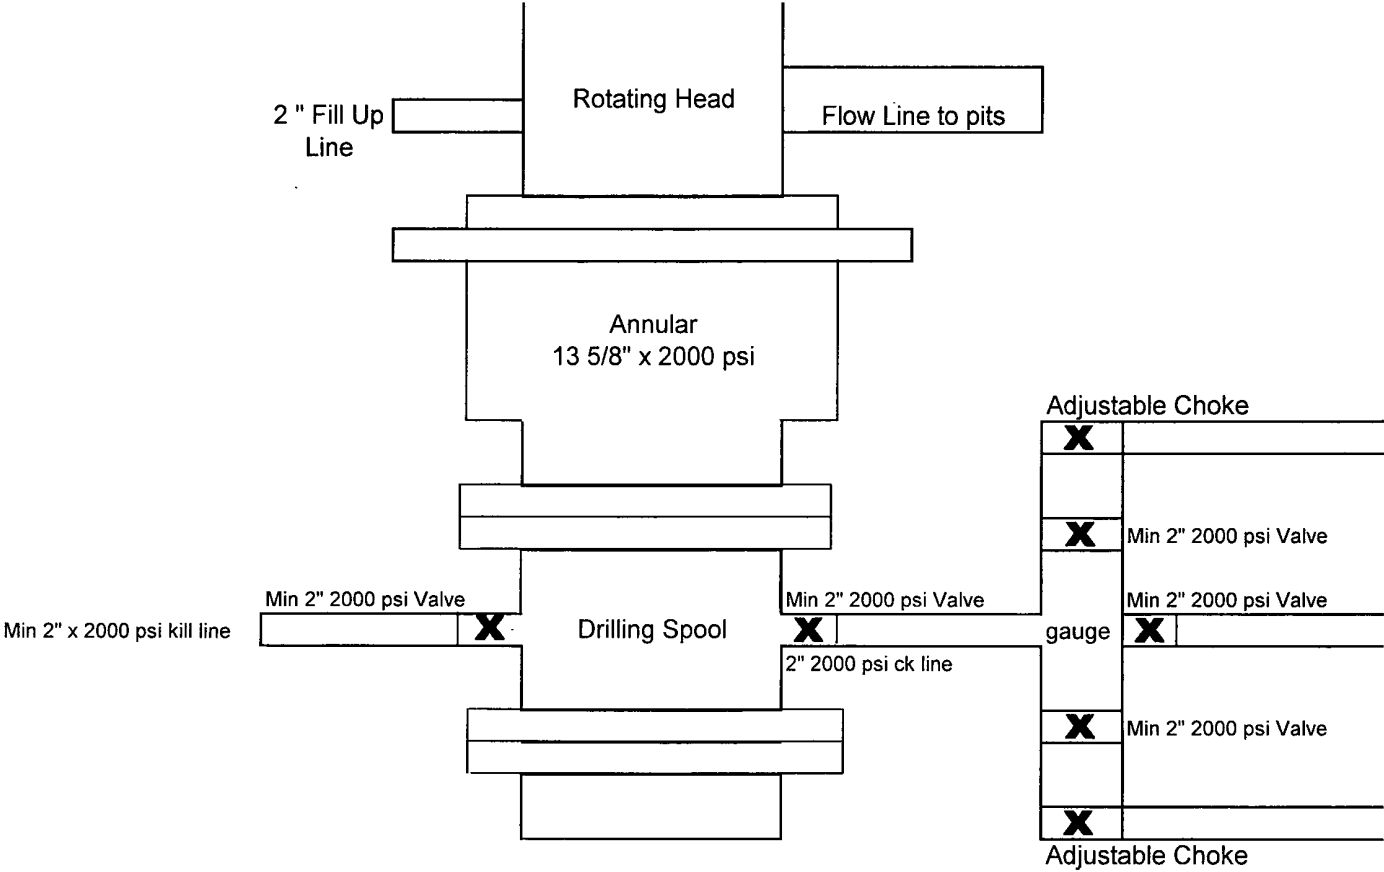 Rotating Head
2 " Fill Up
Line
Flow Line to pits
Annular
13 5/8" x 2000 psi
Adjustable Choke
X
X
Min 2" 2000 psi Valve
Min 2" 2000 psi Valve
Min 2" 2000 psi Valve
Min 2" 2000 psi Valve
Min 2" x 2000 psi kill line
X
Drilling Spool
X
gauge
X
2" 2000 psi ck line
X
Min 2" 2000 psi Valve
X
Adjustable Choke